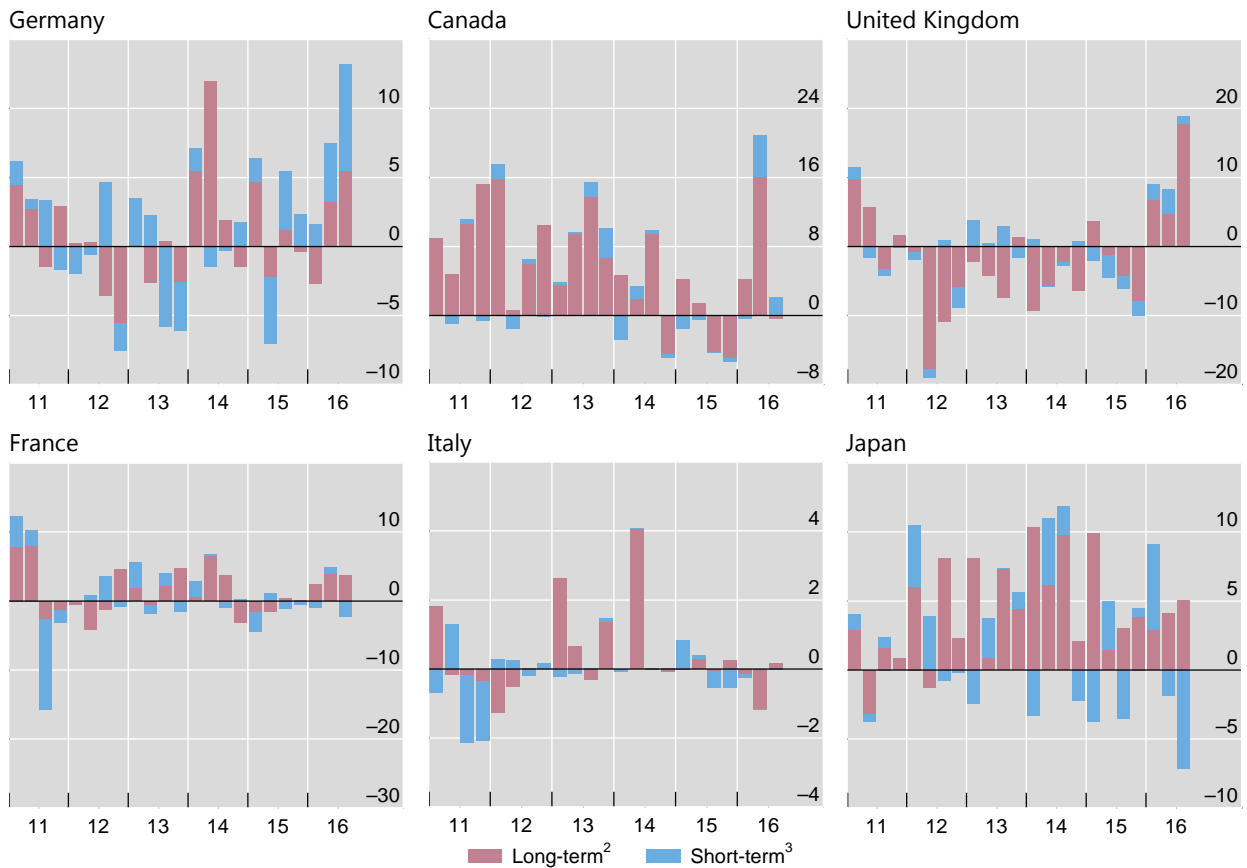 Germany Canada United Kingdom
10 24 20
5 16 10
0 8 0
–5 0 –10
–10 –8 –20
11 12 13 14 15 16 11 12 13 14 15 16 11 12 13 14 15 16
France Italy Japan
10 4 10
0 2 5
–10 0 0
–20 –2 –5
–30 –4 –10
11 12 13 14 15 16 11 12 13 14 15 16 11 12 13 14 15 16
Long-term² Short-term³